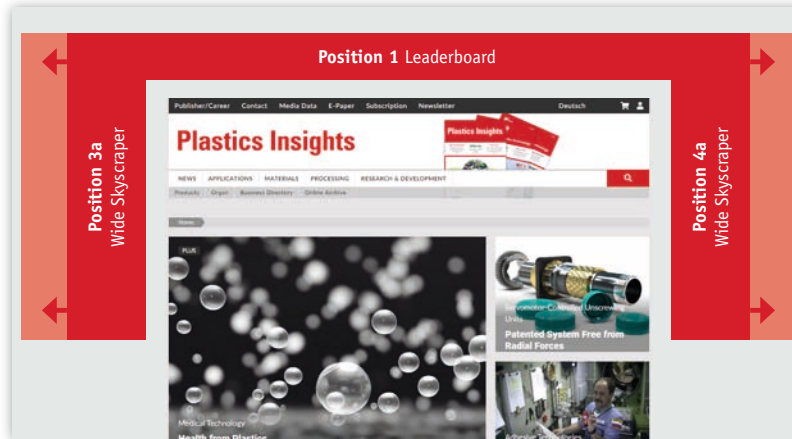 Position 1 Leaderboard
Position 3a
Wide Skyscraper
Publisher/Career Contact Media Data E-Paper Subscription Newsletter Deutsch
Plastics Insights
Plastics Insights
NEWS APPLICATIONS MATERIALS PROCESSING RESEARCH & DEVELOPMENT
Products Organ Business Directory Online Archive
Home
PLUS
Medical Technology
Health from Plastics
Servomotor-Controlled Unscrewing
Units
Patented System Free from
Radial Forces
Adhesive Technologies
Position 4a
Wide Skyscraper